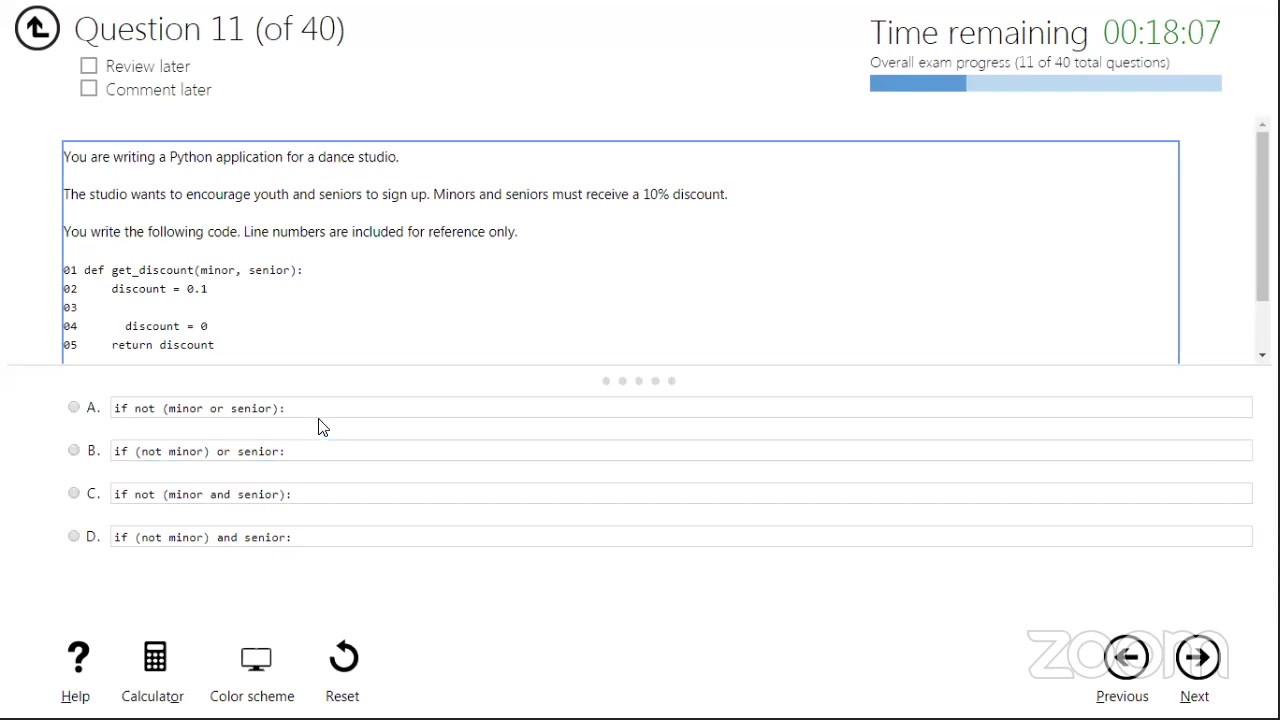 Question 11 (of 40)
Time remaining 00:18:07
Review later
Overall exam progress (11 of 40 total questions)
Comment later
You are writing a Python application for a dance studio.
The studio wants to encourage youth and seniors to sign up. Minors and seniors must receive a 10% discount.
You write the following code. Line numbers are included for reference only.
01 def get_discount(minor, senior):
02     discount = 0.1
03
04       discount = 0
05     return discount
A. if not (minor or senior):
B. if (not minor) or senior:
C. if not (minor and senior):
D. if (not minor) and senior:
zoom
Help
Calculator
Color scheme
Reset
Previous
Next